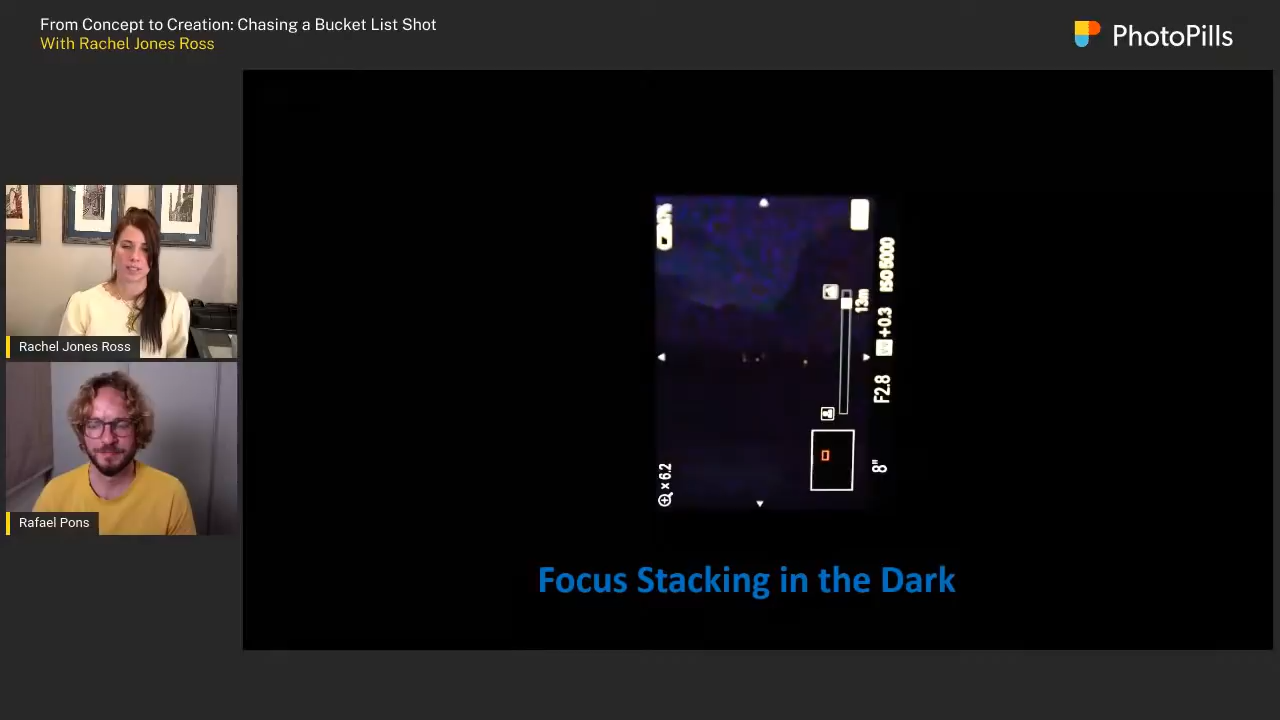 From Concept to Creation: Chasing a Bucket List Shot
With Rachel Jones Ross
PhotoPills
Rachel Jones Ross
Rafael Pons
x 6.2
13m
8"
F2.8
+0.3
ISO 5000
Focus Stacking in the Dark